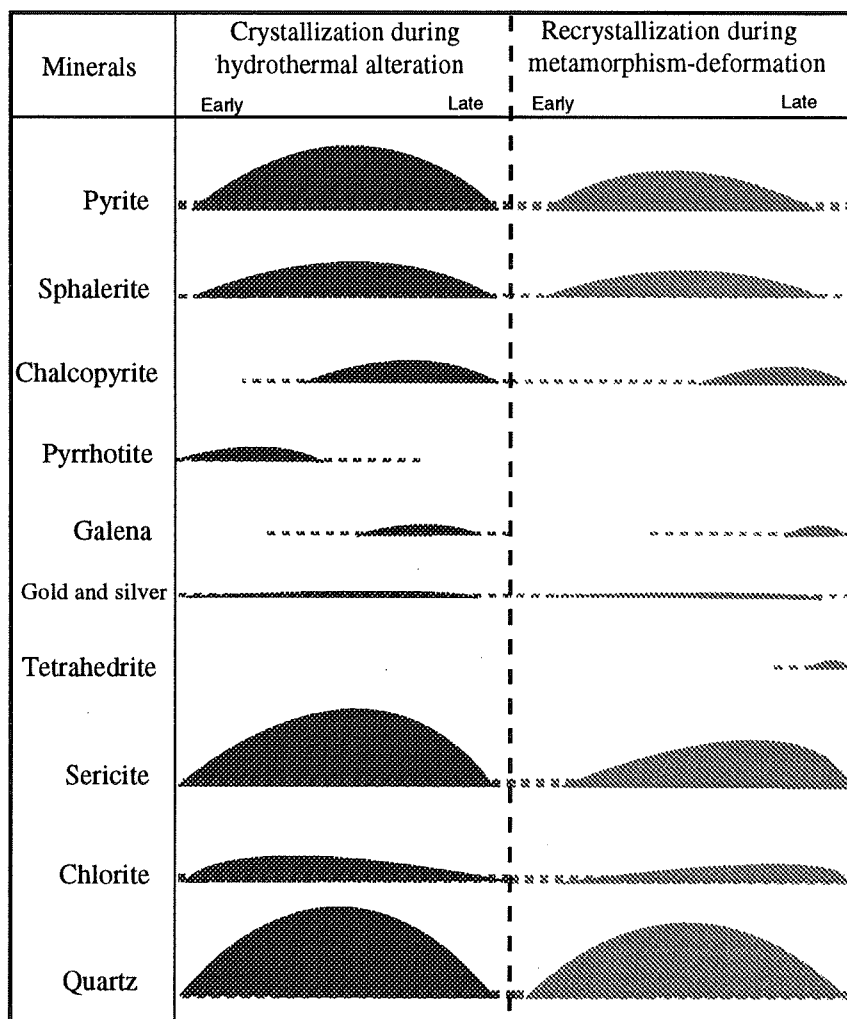 Minerals
Crystallization during
hydrothermal alteration
Early Late
Recrystallization during
metamorphism-deformation
Early Late
Pyrite
Sphalerite
Chalcopyrite
Pyrrhotite
Galena
Gold and silver
Tetrahedrite
Sericite
Chlorite
Quartz